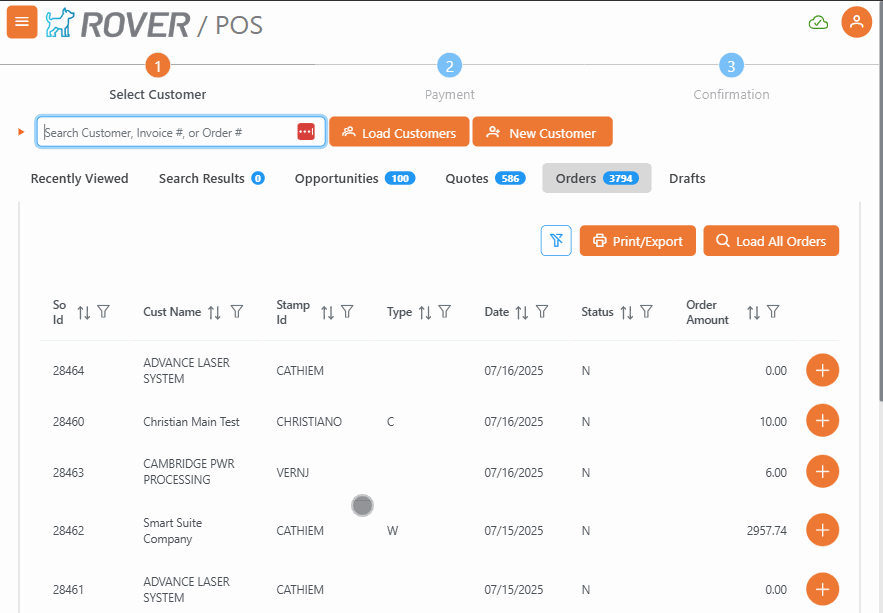 ROVER / POS
1 2 3
Select Customer Payment Confirmation
Search Customer, Invoice #, or Order # Load Customers New Customer
Recently Viewed Search Results 0 Opportunities 100 Quotes 586 Orders 3794 Drafts
Print/Export Load All Orders
So Id Cust Name Stamp Id Type Date Status Order Amount
28464 ADVANCE LASER SYSTEM CATHIEM 07/16/2025 N 0.00
28460 Christian Main Test CHRISTIANO C 07/16/2025 N 10.00
28463 CAMBRIDGE PWR PROCESSING VERNJ 07/16/2025 N 6.00
28462 Smart Suite Company CATHIEM W 07/15/2025 N 2957.74
28461 ADVANCE LASER SYSTEM CATHIEM 07/15/2025 N 0.00